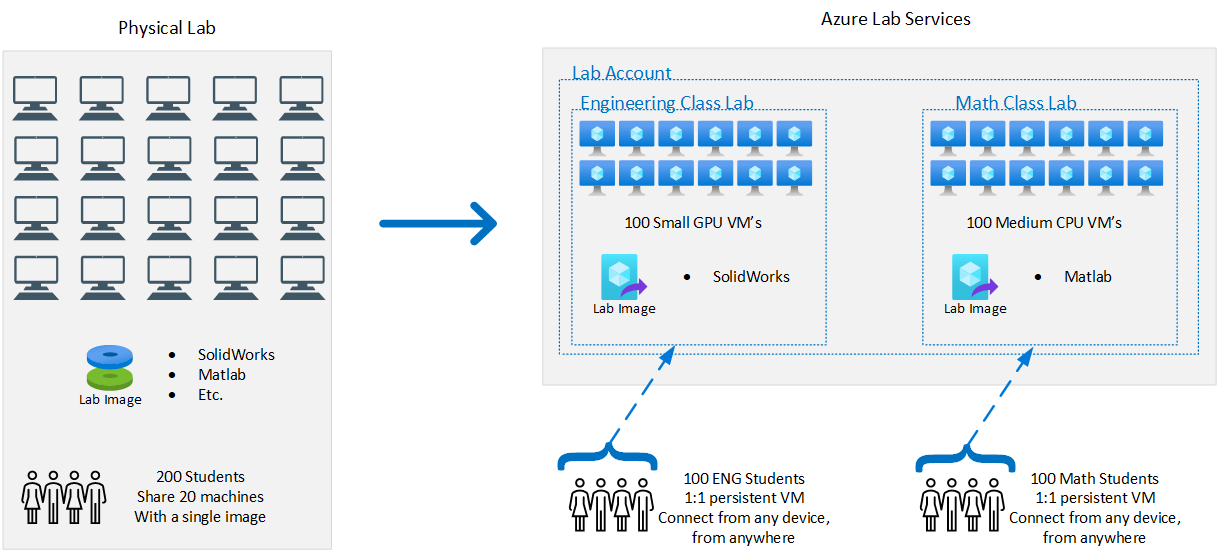 Physical Lab
Lab Image
• SolidWorks
• Matlab
• Etc.
200 Students
Share 20 machines
With a single image
Azure Lab Services
Lab Account
Engineering Class Lab
100 Small GPU VM's
Lab Image
• SolidWorks
Math Class Lab
100 Medium CPU VM's
Lab Image
• Matlab
100 ENG Students
1:1 persistent VM
Connect from any device,
from anywhere
100 Math Students
1:1 persistent VM
Connect from any device,
from anywhere